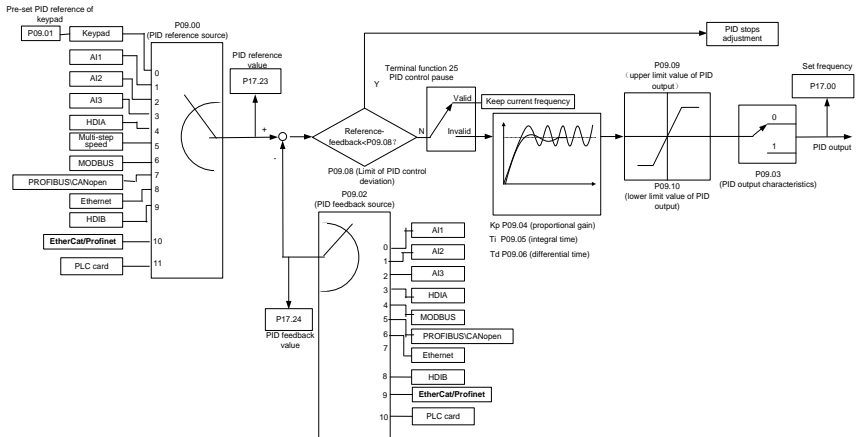 Pre-set PID reference of
keypad
P09.01
Keypad
AI1
AI2
AI3
HDIA
Multi-step
speed
MODBUS
PROFIBUS\CANopen
Ethernet
HDIB
EtherCat/Profinet
PLC card
P09.00
(PID reference source)
0
1
2
3
4
5
6
7
8
9
10
11
PID reference
value
P17.23
+
-
Reference-
feedback<P09.08?
P09.08 (Limit of PID control
deviation)
Y
N
Terminal function 25
PID control pause
Valid
Invalid
Keep current frequency
PID stops
adjustment
Kp P09.04 (proportional gain)
Ti P09.05 (integral time)
Td P09.06 (differential time)
P09.09
(upper limit value of PID
output)
P09.10
(lower limit value of PID
output)
Set frequency
P17.00
0
1
PID output
P09.03
(PID output characteristics)
P09.02
(PID feedback source)
0
1
2
3
4
5
6
7
8
9
10
AI1
AI2
AI3
HDIA
MODBUS
PROFIBUS\CANopen
Ethernet
HDIB
EtherCat/Profinet
PLC card
P17.24
PID feedback
value